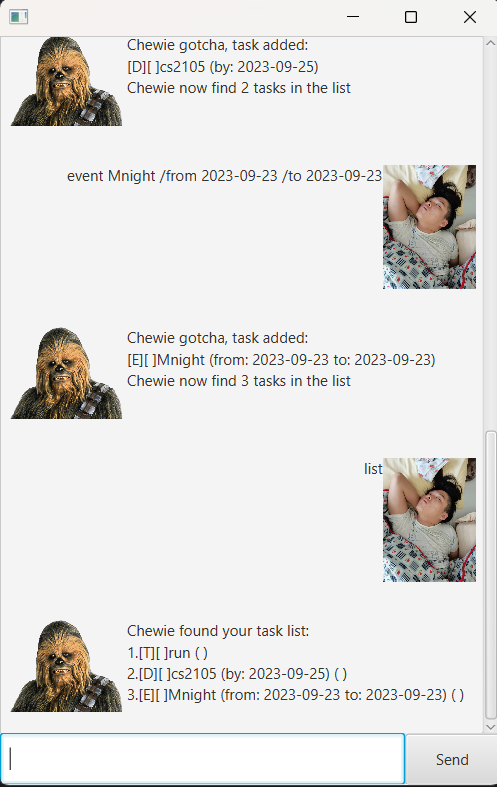 Chewie gotcha, task added:
[D][ ]cs2105 (by: 2023-09-25)
Chewie now find 2 tasks in the list
event Mnight /from 2023-09-23 /to 2023-09-23
Chewie gotcha, task added:
[E][ ]Mnight (from: 2023-09-23 to: 2023-09-23)
Chewie now find 3 tasks in the list
list
Chewie found your task list:
1.[T][ ]run ( )
2.[D][ ]cs2105 (by: 2023-09-25) ( )
3.[E][ ]Mnight (from: 2023-09-23 to: 2023-09-23) ( )
Send